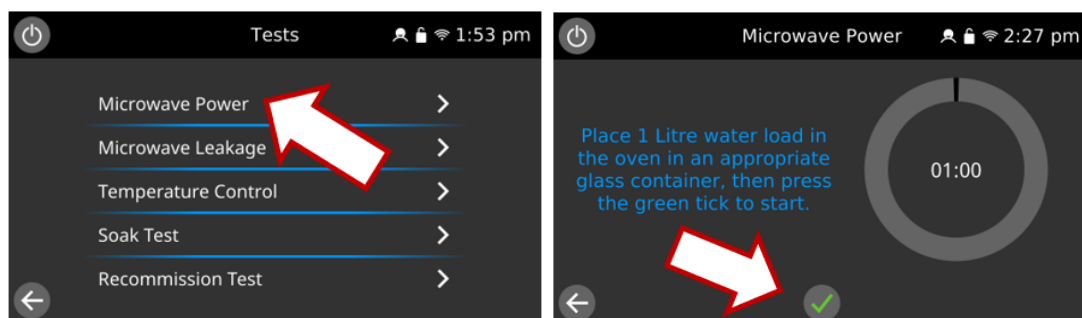 Tests
1:53 pm
Microwave Power
Microwave Leakage
Temperature Control
Soak Test
Recommission Test
Microwave Power
2:27 pm
Place 1 Litre water load in
the oven in an appropriate
glass container, then press
the green tick to start.
01:00